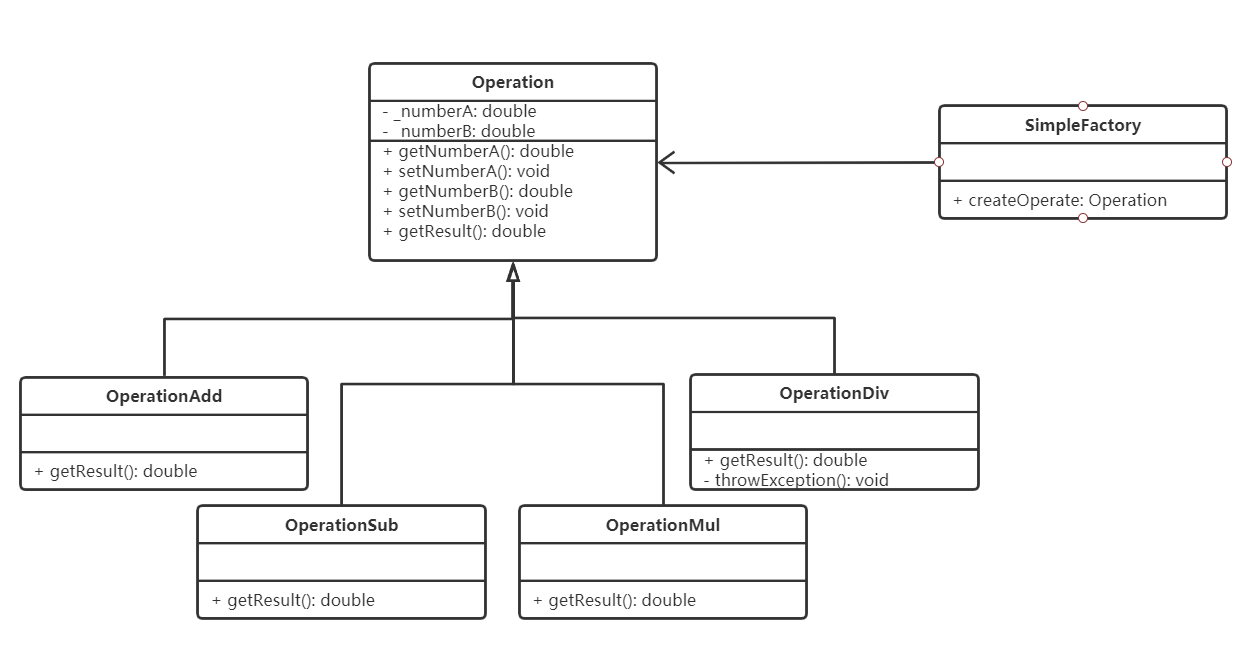 Operation
- _numberA: double
- _numberB: double
+ getNumberA(): double
+ setNumberA(): void
+ getNumberB(): double
+ setNumberB(): void
+ getResult(): double
SimpleFactory
+ createOperate: Operation
OperationAdd
+ getResult(): double
OperationDiv
+ getResult(): double
- throwException(): void
OperationSub
+ getResult(): double
OperationMul
+ getResult(): double